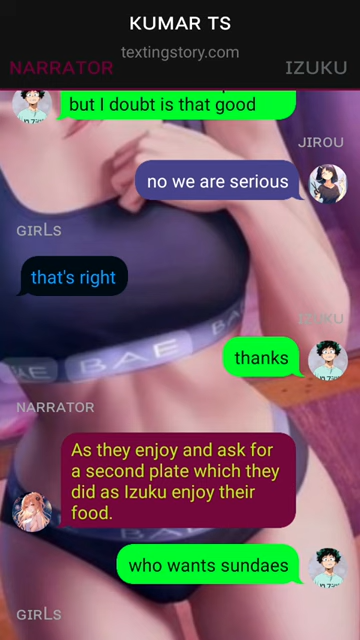 KUMAR TS
textingstory.com
NARRATOR
IZUKU
but I doubt is that good
JIROU
no we are serious
GIRLS
that's right
IZUKU
BAE
thanks
NARRATOR
As they enjoy and ask for
a second plate which they
did as Izuku enjoy their
food.
BAE
who wants sundaes
GIRLS